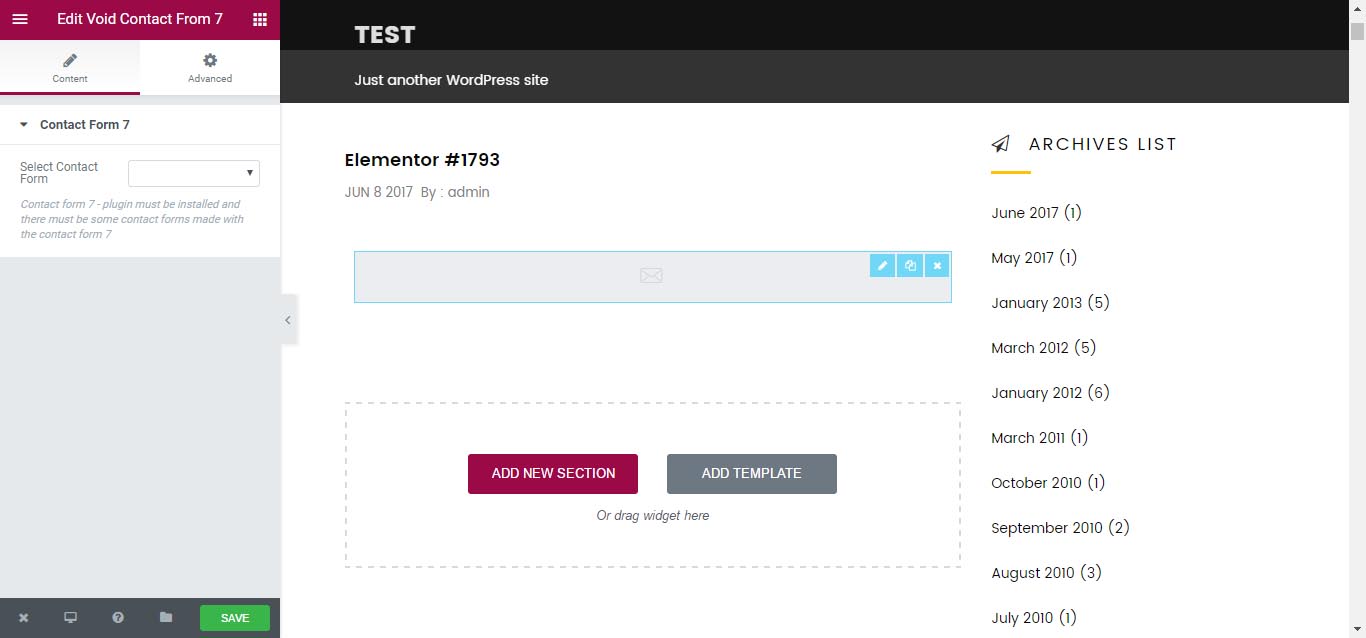 Edit Void Contact From 7
Content
Advanced
Contact Form 7
Select Contact
Form
Contact form 7 - plugin must be installed and
there must be some contact forms made with
the contact form 7
SAVE
TEST
Just another WordPress site
Elementor #1793
JUN 8 2017 By : admin
ADD NEW SECTION
ADD TEMPLATE
Or drag widget here
ARCHIVES LIST
June 2017 (1)
May 2017 (1)
January 2013 (5)
March 2012 (5)
January 2012 (6)
March 2011 (1)
October 2010 (1)
September 2010 (2)
August 2010 (3)
July 2010 (1)